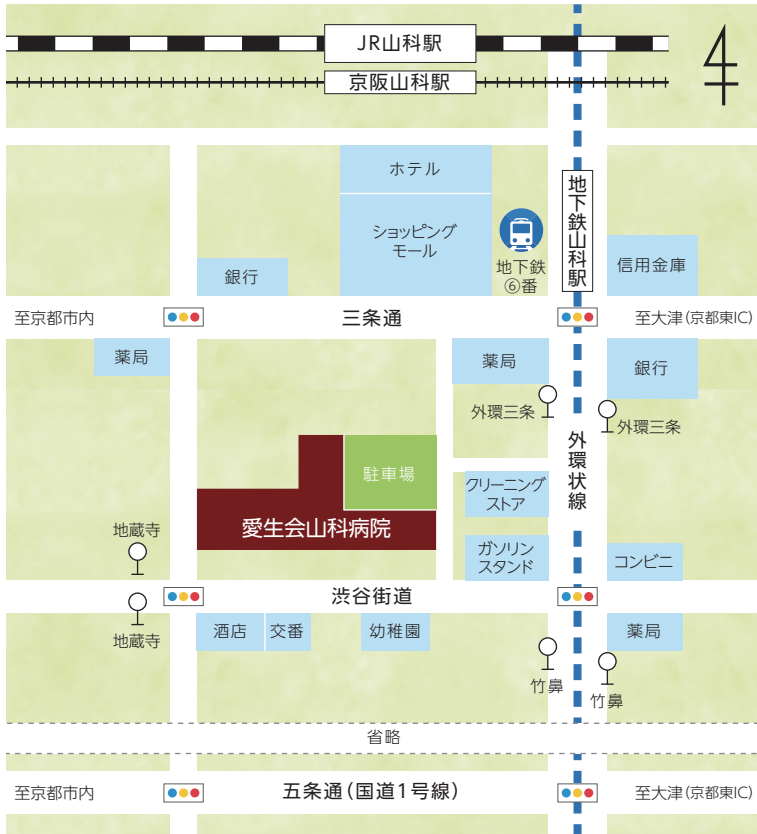 JR山科駅
京阪山科駅
ホテル
ショッピング
モール
地下鉄山科駅
地下鉄
⑥番
銀行
信用金庫
至京都市内
三条通
至大津(京都東IC)
薬局
薬局
銀行
外環三条
外環三条
外環状線
駐車場
クリーニング
ストア
愛生会山科病院
地蔵寺
ガソリン
スタンド
コンビニ
渋谷街道
地蔵寺
酒店
交番
幼稚園
薬局
竹鼻
竹鼻
省略
至京都市内
五条通(国道1号線)
至大津(京都東IC)